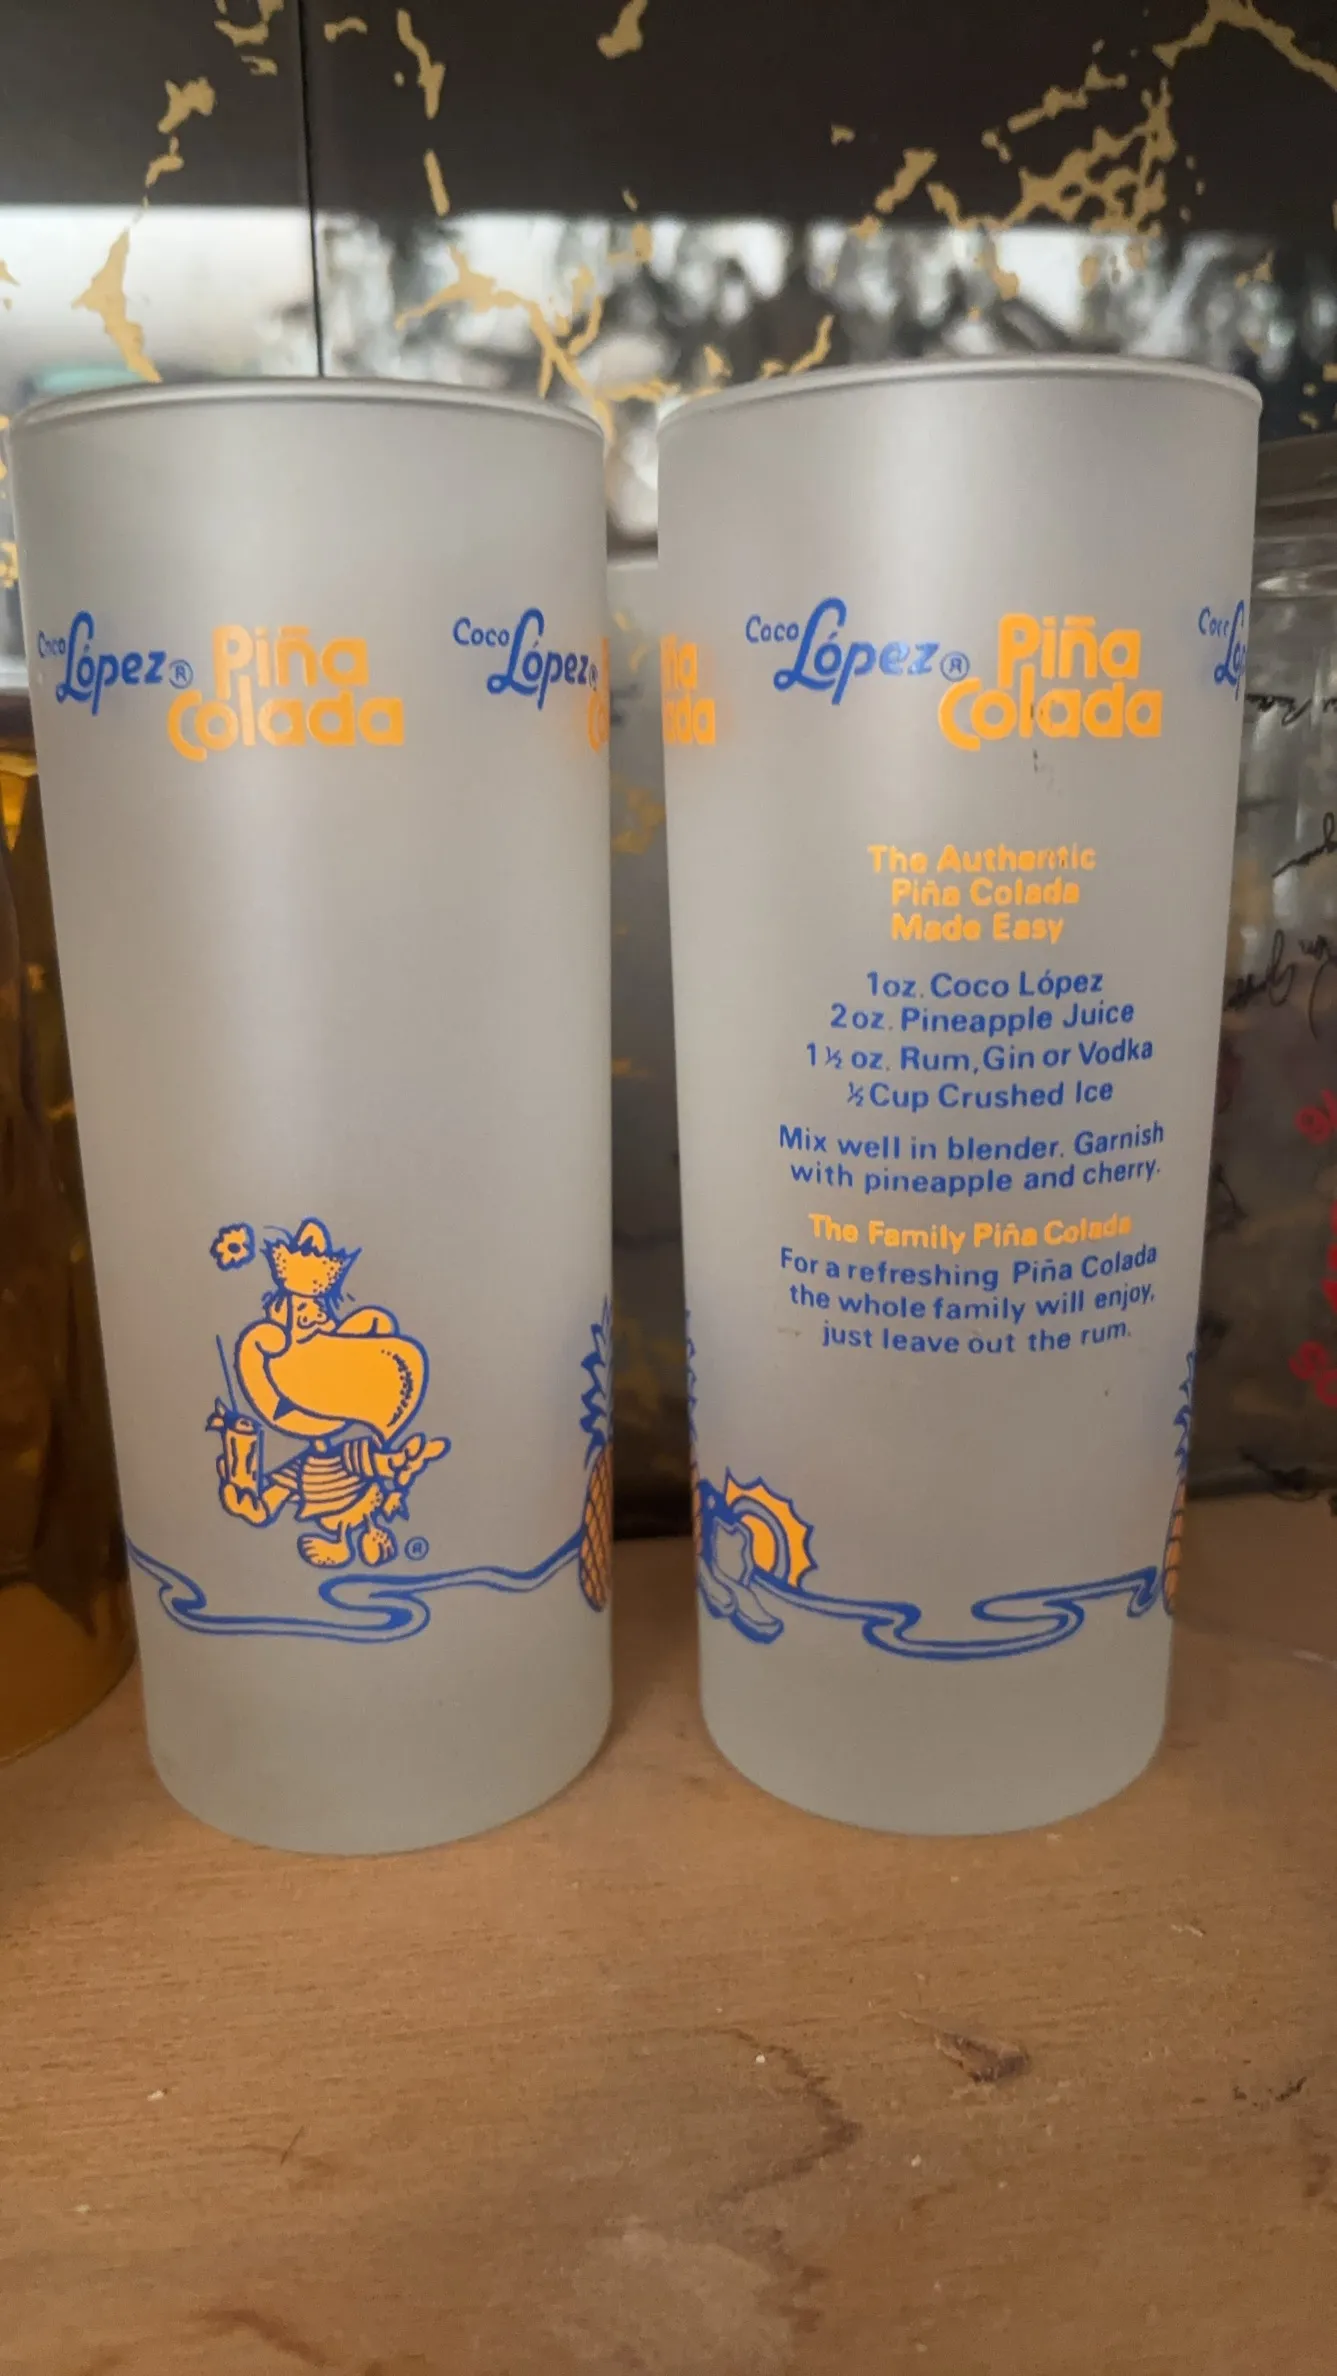 Coco López® Piña
Colada
Coco López®
Coco López® Piña
Colada
The Authentic
Piña Colada
Made Easy
1oz. Coco López
2oz. Pineapple Juice
1½ oz. Rum, Gin or Vodka
½ Cup Crushed Ice
Mix well in blender. Garnish
with pineapple and cherry.
The Family Piña Colada
For a refreshing Piña Colada
the whole family will enjoy,
just leave out the rum.
®